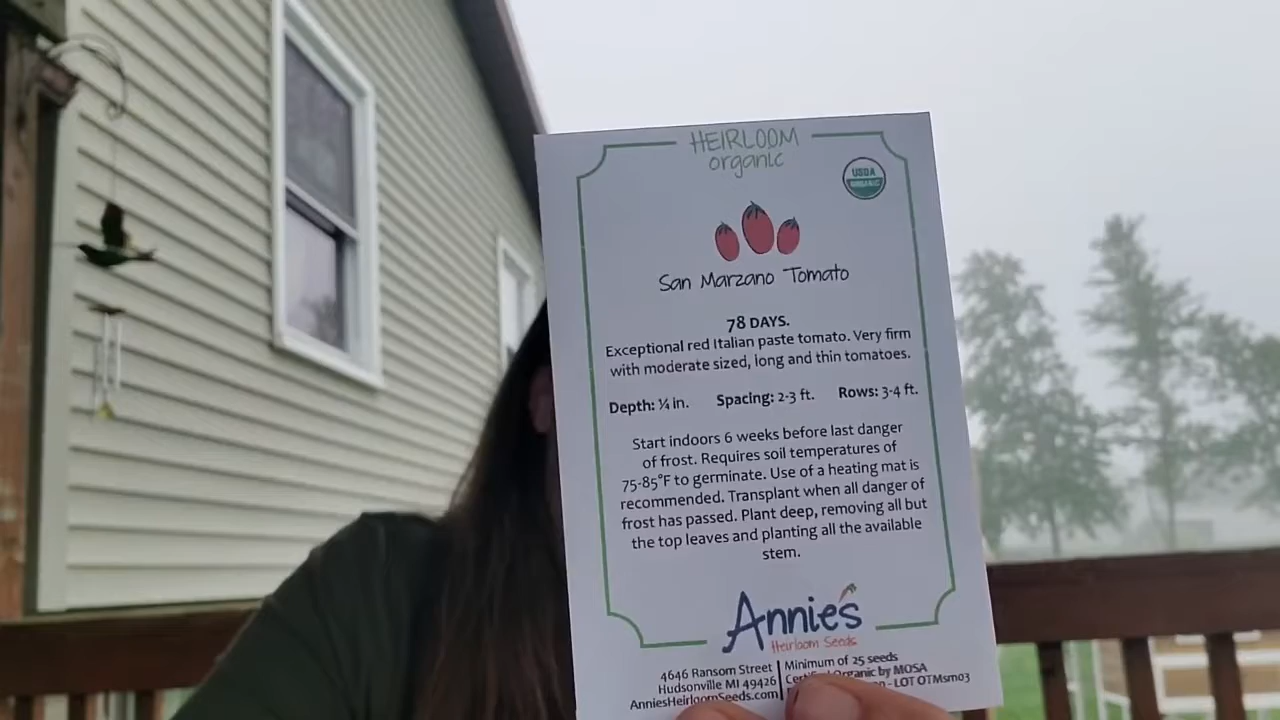 HEIRLOOM
organic
USDA
ORGANIC
San Marzano Tomato
78 DAYS.
Exceptional red Italian paste tomato. Very firm
with moderate sized, long and thin tomatoes.
Depth: ¼ in. Spacing: 2-3 ft. Rows: 3-4 ft.
Start indoors 6 weeks before last danger
of frost. Requires soil temperatures of
75-85°F to germinate. Use of a heating mat is
recommended. Transplant when all danger of
frost has passed. Plant deep, removing all but
the top leaves and planting all the available
stem.
Annie's
Heirloom Seeds
4646 Ransom Street
Hudsonville MI 49426
AnniesHeirloomSeeds.com
Minimum of 25 seeds
Certified Organic by MOSA
- LOT OTMsm03